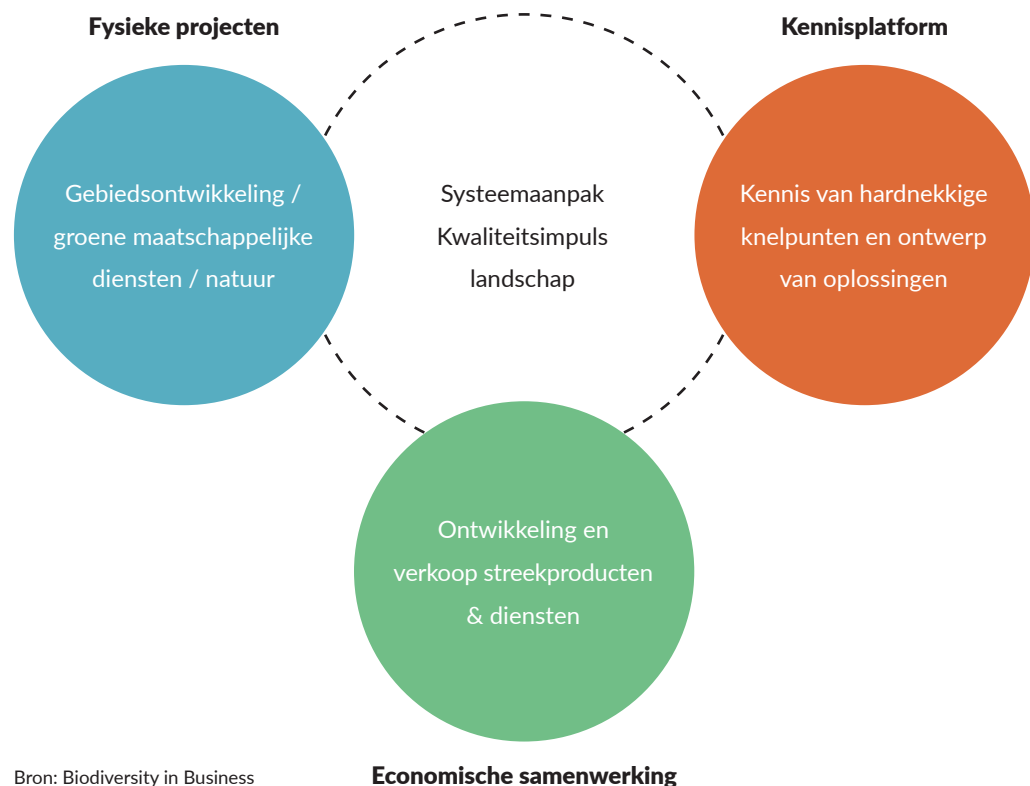 Fysieke projecten
Kennisplatform
Gebiedsontwikkeling /
groene maatschappelijke
diensten / natuur
Systeemaanpak
Kwaliteitsimpuls
landschap
Kennis van hardnekkige
knelpunten en ontwerp
van oplossingen
Ontwikkeling en
verkoop streekproducten
& diensten
Bron: Biodiversity in Business
Economische samenwerking